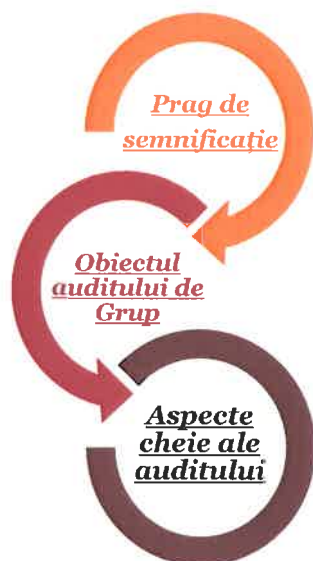 Prag de
semnificație
Obiectul
auditului de
Grup
Aspecte
cheie ale
auditului